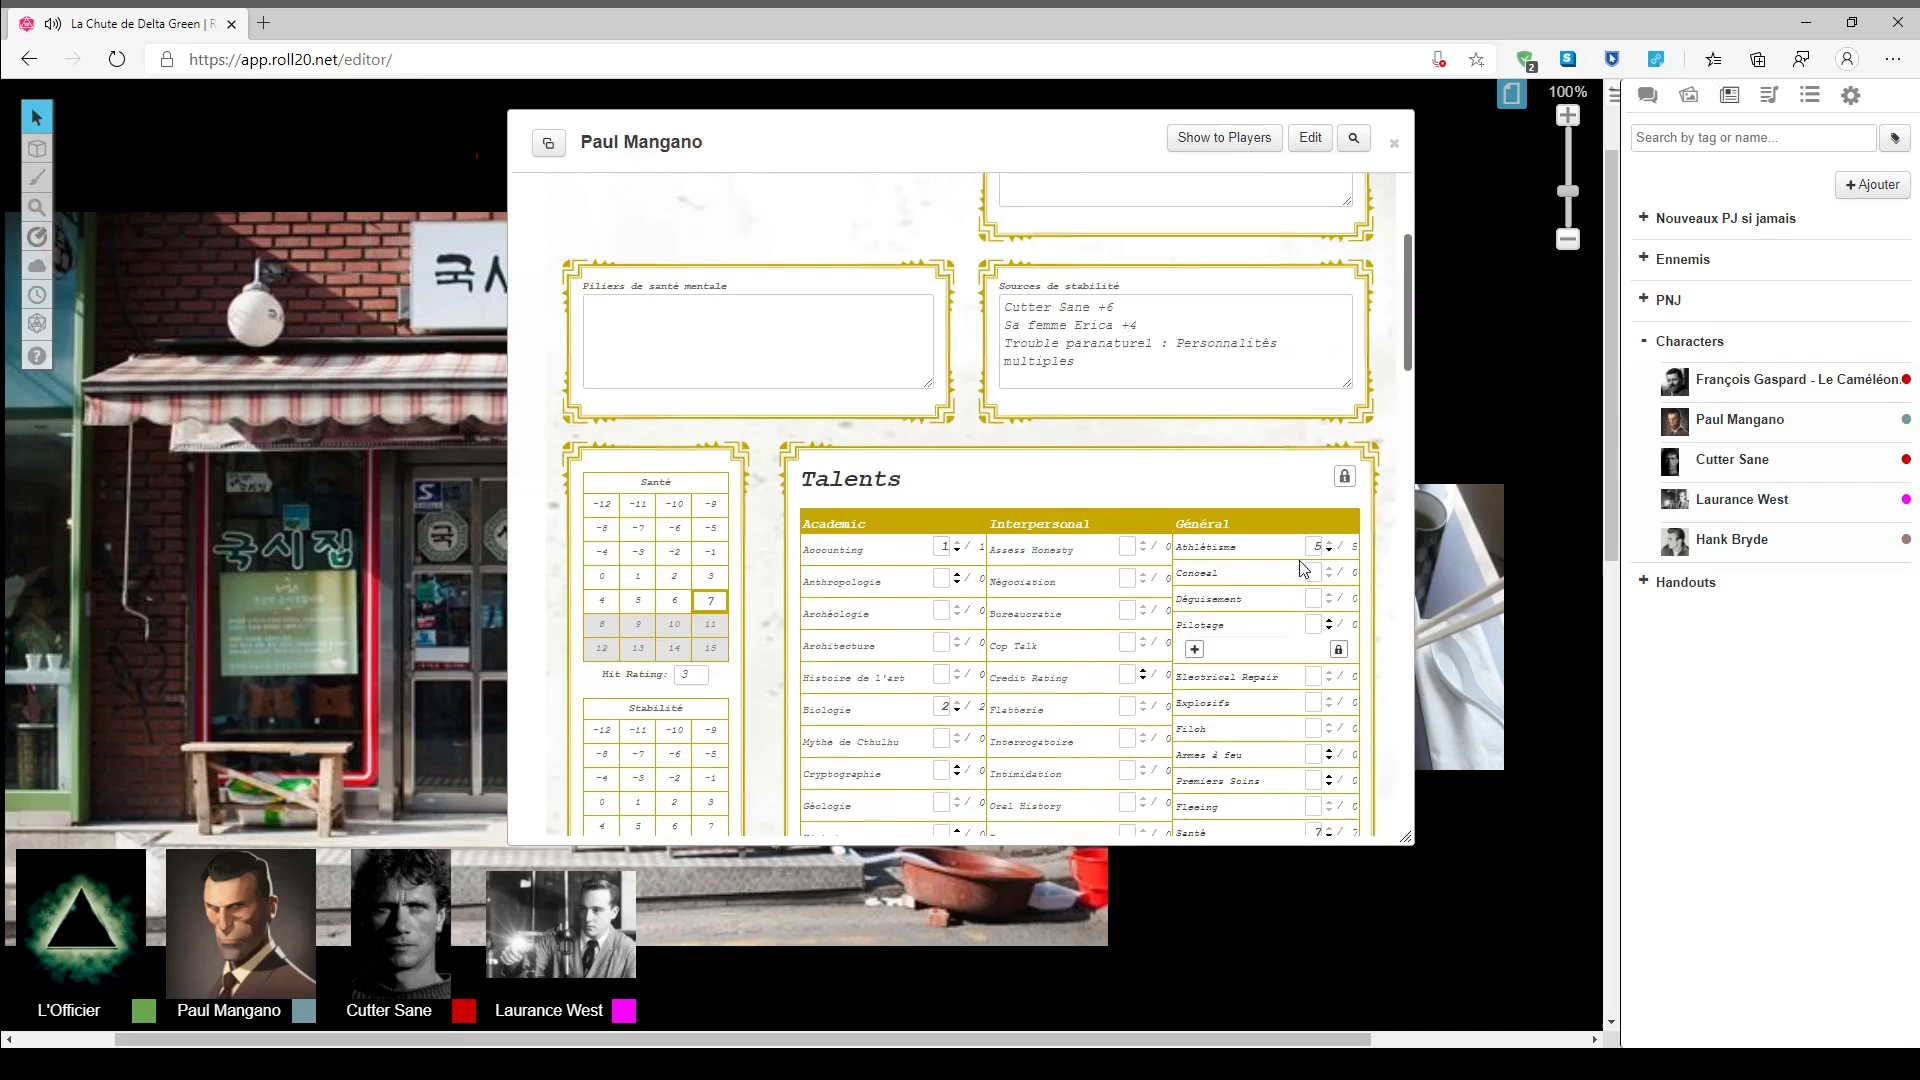 La Chute de Delta Green | R
https://app.roll20.net/editor/
2
100%
Paul Mangano
Show to Players
Edit
Search by tag or name...
+ Ajouter
Nouveaux PJ si jamais
Ennemis
PNJ
Characters
François Gaspard - Le Caméléon.
Paul Mangano
Cutter Sane
Laurance West
Hank Bryde
Handouts
Piliers de santé mentale
Sources de stabilité
Cutter Sane +6
Sa femme Erica +4
Trouble paranaturel : Personnalités
multiples
Santé
-12 -11 -10 -9
-8 -7 -6 -5
-4 -3 -2 -1
0 1 2 3
4 5 6 7
8 9 10 11
12 13 14 15
Hit Rating: 3
Stabilité
-12 -11 -10 -9
-8 -7 -6 -5
-4 -3 -2 -1
0 1 2 3
4 5 6 7
Talents
Academic Interpersonal Général
Accounting 1 / 1
Anthropologie / 0
Archéologie / 0
Architecture / 0
Histoire de l'art / 0
Biologie 2 / 2
Mythe de Cthulhu / 0
Cryptographie / 0
Géologie / 0
Assess Honesty / 0
Négociation / 0
Bureaucratie / 0
Cop Talk / 0
Credit Rating / 0
Flatterie / 0
Interrogatoire / 0
Intimidation / 0
Oral History / 0
Athlétisme 5 / 5
Conceal / 0
Déguisement / 0
Pilotage / 0
Electrical Repair / 0
Explosifs / 0
Filch / 0
Armes à feu / 0
Premiers Soins / 0
Fleeing / 0
Santé 7 / 7
국시
국시집
L'Officier
Paul Mangano
Cutter Sane
Laurance West